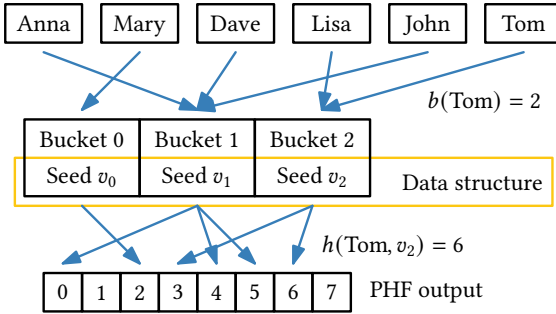 Anna Mary Dave Lisa John Tom
b(Tom) = 2
Bucket 0 Bucket 1 Bucket 2
Seed v₀ Seed v₁ Seed v₂ Data structure
h(Tom, v₂) = 6
0 1 2 3 4 5 6 7 PHF output